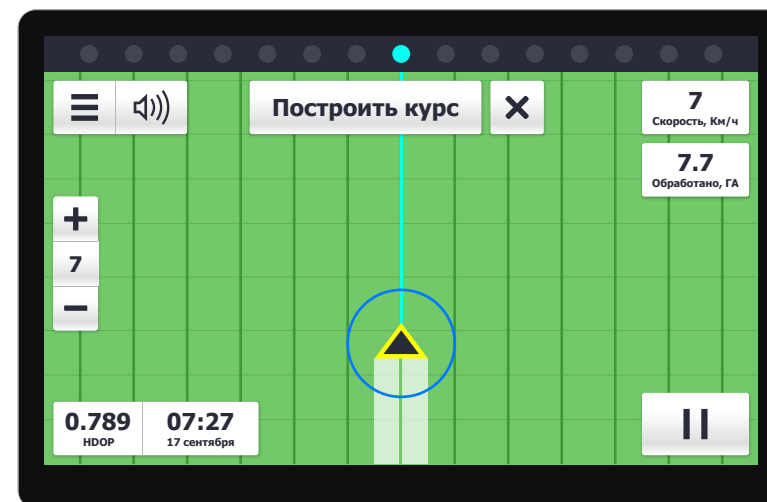 Построить курс
7
Скорость, Км/ч
7.7
Обработано, ГА
+
7
−
0.789
HDOP
07:27
17 сентября